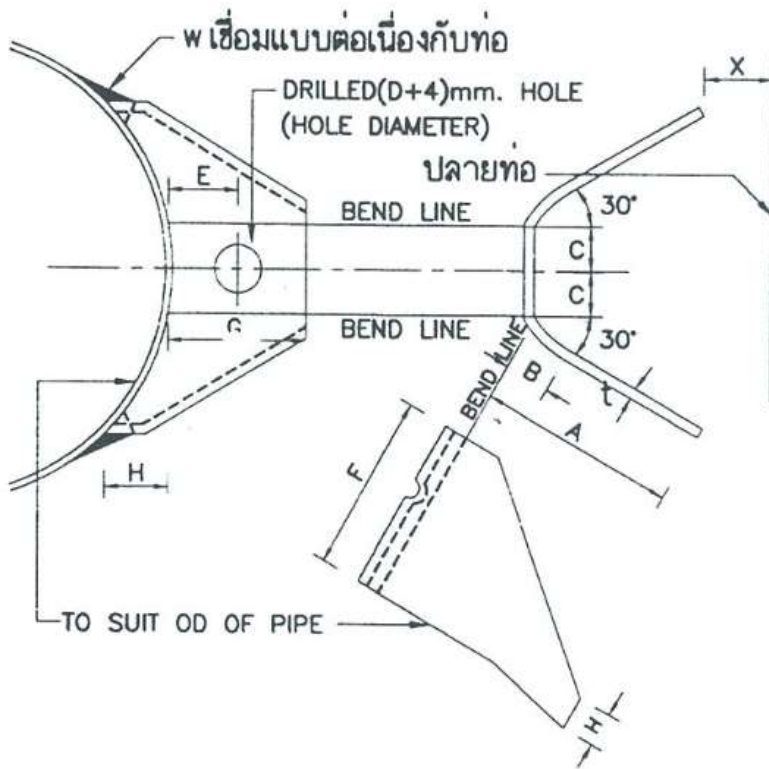 w เชื่อมแบบต่อเนื่องกับท่อ
X
DRILLED(D+4)mm. HOLE
(HOLE DIAMETER)
ปลายท่อ
E
BEND LINE
30°
C
C
G
BEND LINE
30°
BEND LINE
B
t
A
F
H
TO SUIT OD OF PIPE
H